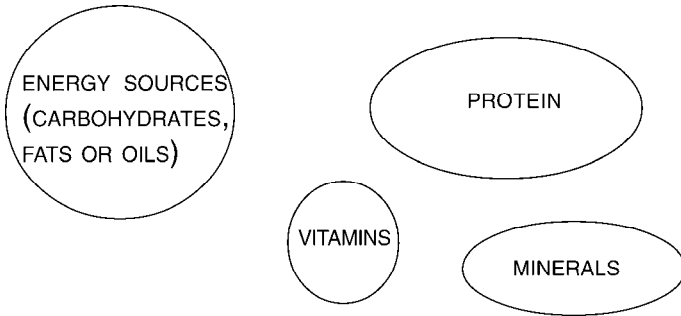 ENERGY SOURCES
(CARBOHYDRATES,
FATS OR OILS)
PROTEIN
VITAMINS
MINERALS